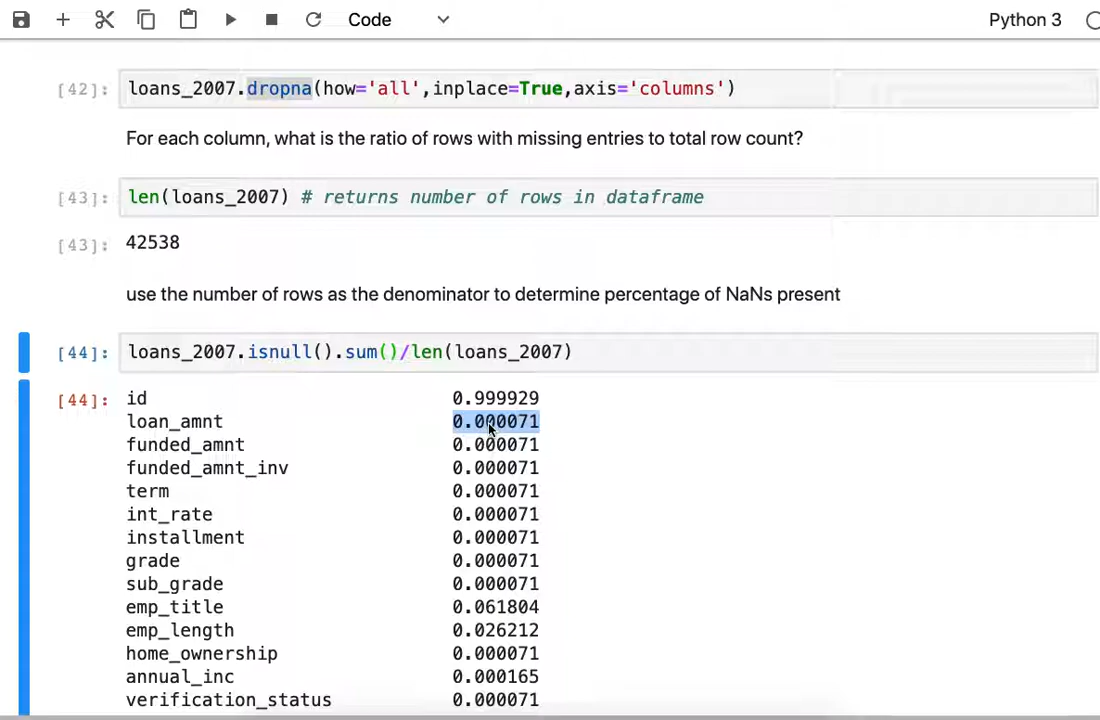 Code
Python 3
[42]: loans_2007.dropna(how='all',inplace=True,axis='columns')
For each column, what is the ratio of rows with missing entries to total row count?
[43]: len(loans_2007) # returns number of rows in dataframe
[43]: 42538
use the number of rows as the denominator to determine percentage of NaNs present
[44]: loans_2007.isnull().sum()/len(loans_2007)
[44]: id 0.999929
loan_amnt 0.000071
funded_amnt 0.000071
funded_amnt_inv 0.000071
term 0.000071
int_rate 0.000071
installment 0.000071
grade 0.000071
sub_grade 0.000071
emp_title 0.061804
emp_length 0.026212
home_ownership 0.000071
annual_inc 0.000165
verification_status 0.000071